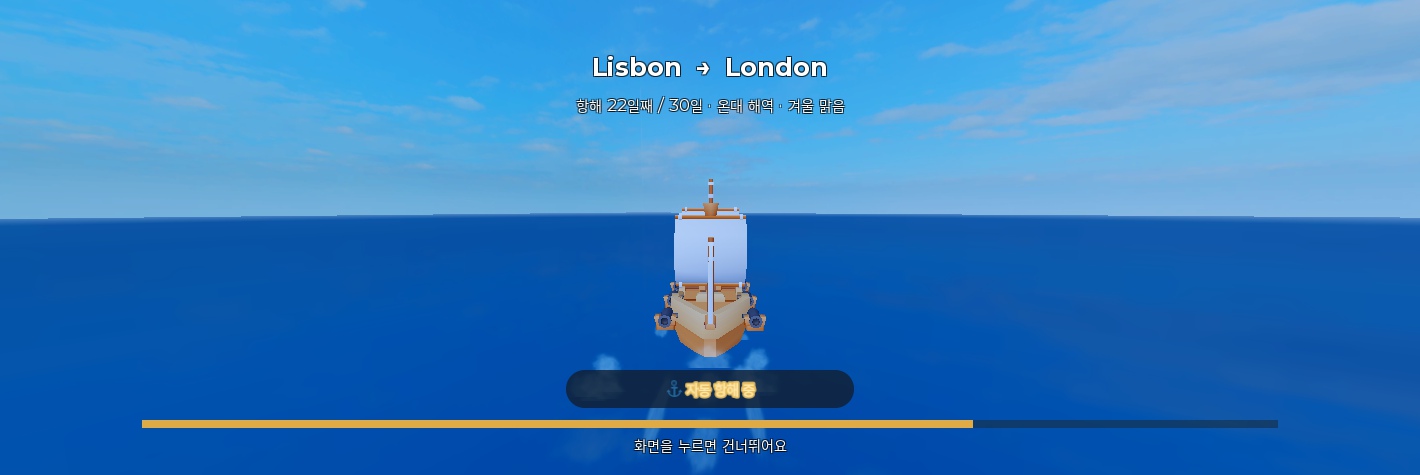 Lisbon → London
항해 22일째 / 30일 · 온대 해역 · 겨울 맑음
⚓ 자동 항해 중
화면을 누르면 건너뛰어요